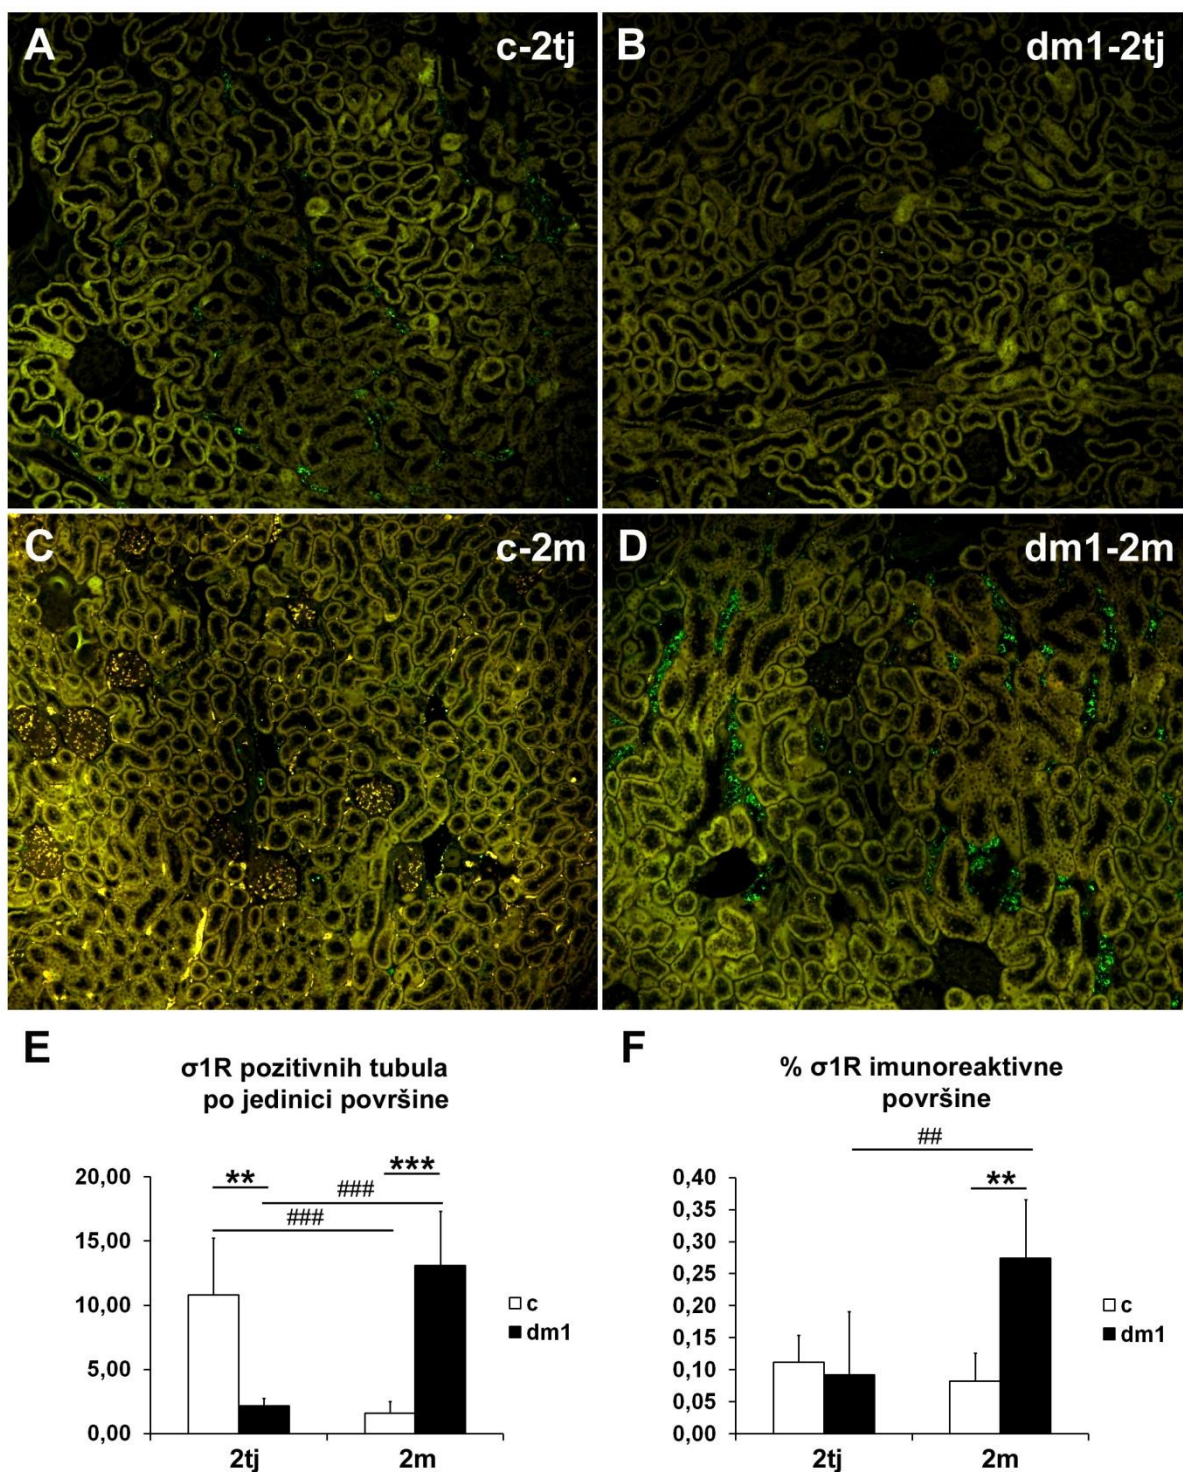 A
c-2tj
B
dm1-2tj
C
c-2m
D
dm1-2m
E
σ1R pozitivnih tubula
po jedinici površine
20,00
15,00
10,00
5,00
0,00
**
***
###
###
2tj
2m
c
dm1
F
% σ1R imunoreaktivne
površine
##
**
0,40
0,35
0,30
0,25
0,20
0,15
0,10
0,05
0,00
2tj
2m
c
dm1